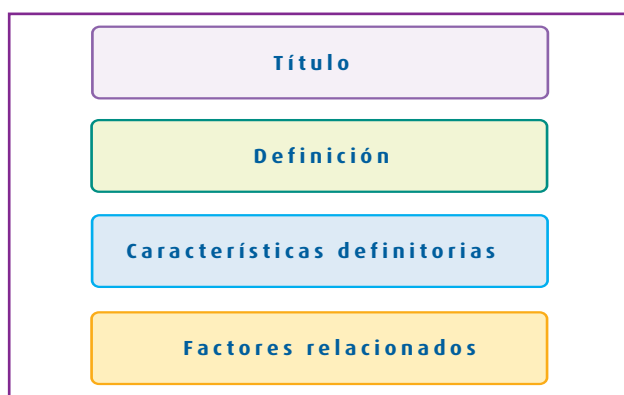 Título
Definición
Características definitorias
Factores relacionados